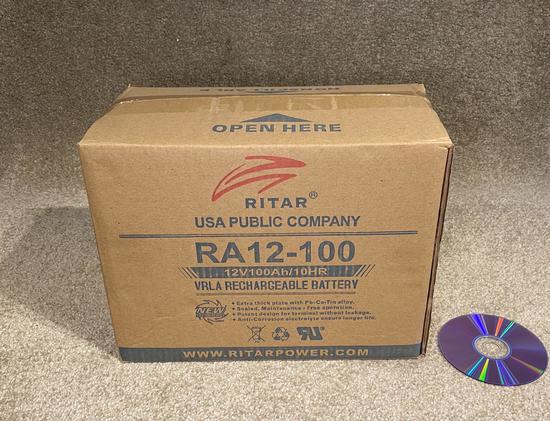 OPEN HERE
RITAR®
USA PUBLIC COMPANY
RA12-100
12V100Ah/10HR
VRLA RECHARGEABLE BATTERY
NEW
• Extra thick plate with Pb-Ca-Tin alloy.
• Sealed, Maintenance - Free operation.
• Patent design for terminal without leakage.
• Anti-Corrosion electrolyte ensure longer life.
WWW.RITARPOWER.COM